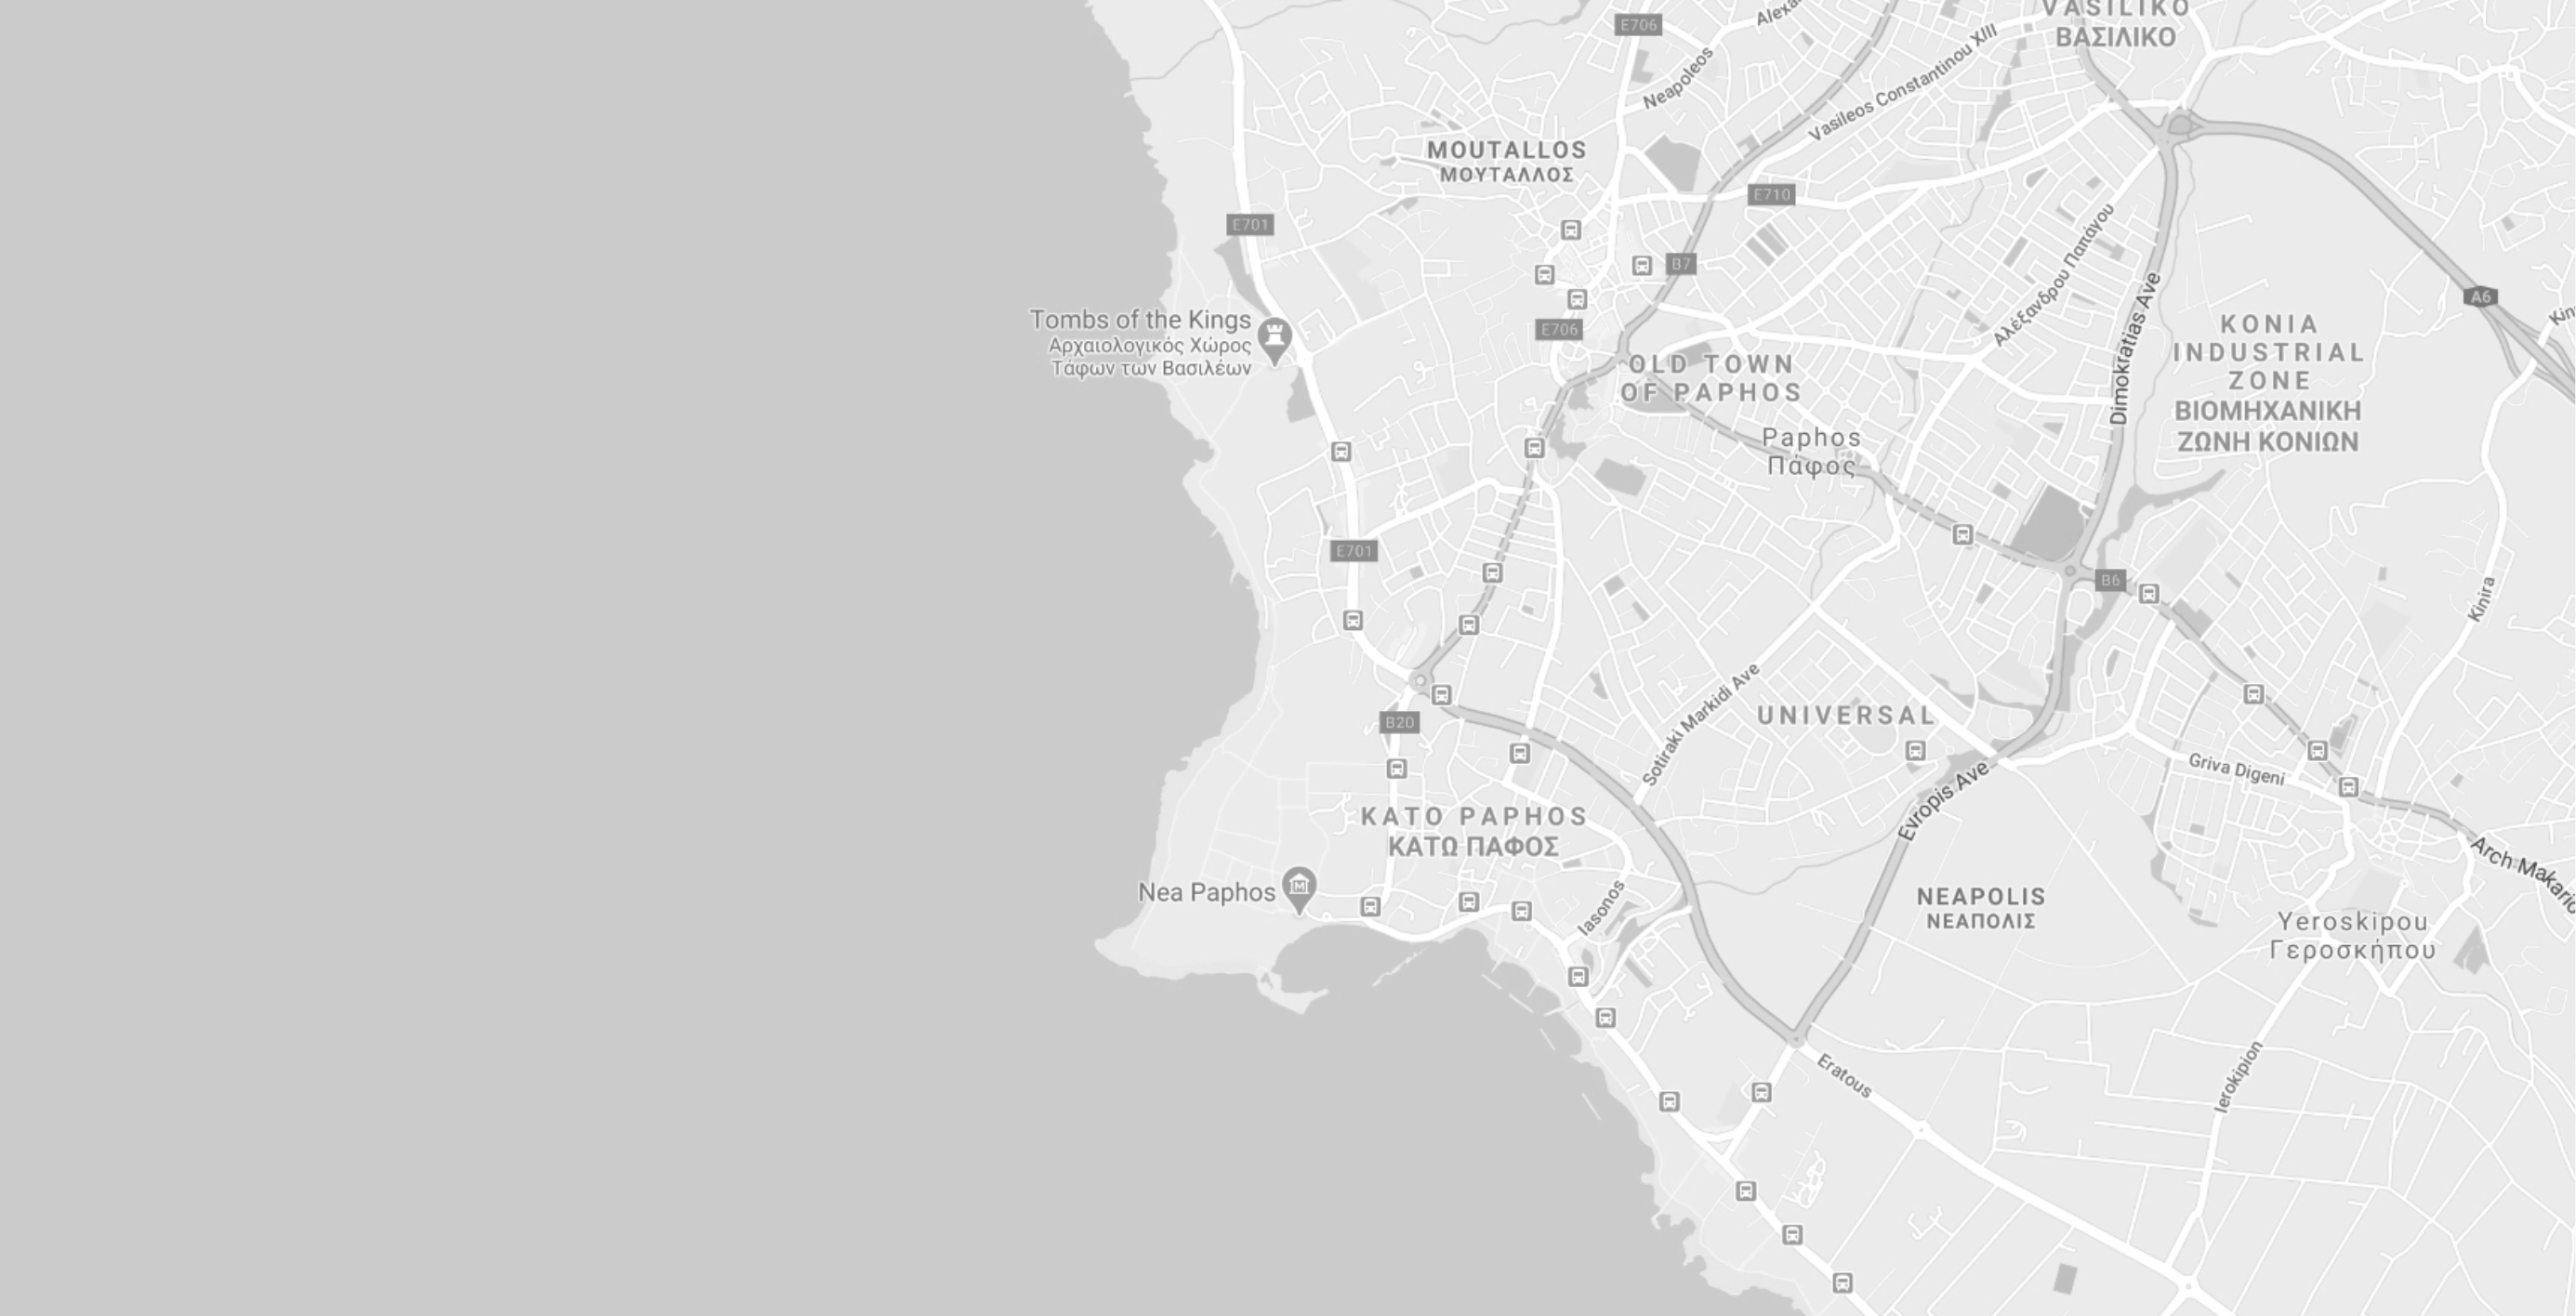 VASILIKO
ΒΑΣΙΛΙΚΟ
E706
Neapoleos
Vasileos Constantinou XIII
MOUTALLOS
ΜΟΥΤΑΛΛΟΣ
E710
E701
B7
Αλέξανδρου Παπάγου
Dimokratias Ave
A6
Tombs of the Kings
Αρχαιολογικός Χώρος
Τάφων των Βασιλέων
E706
OLD TOWN
OF PAPHOS
KONIA
INDUSTRIAL
ZONE
ΒΙΟΜΗΧΑΝΙΚΗ
ΖΩΝΗ ΚΟΝΙΩΝ
Paphos
Πάφος
E701
B6
Kinira
Sotiraki Markidi Ave
UNIVERSAL
B20
Griva Digeni
Evropis Ave
KATO PAPHOS
ΚΑΤΩ ΠΑΦΟΣ
Nea Paphos
M
Iasonos
NEAPOLIS
ΝΕΑΠΟΛΙΣ
Yeroskipou
Γεροσκήπου
Eratous
Ierokipion